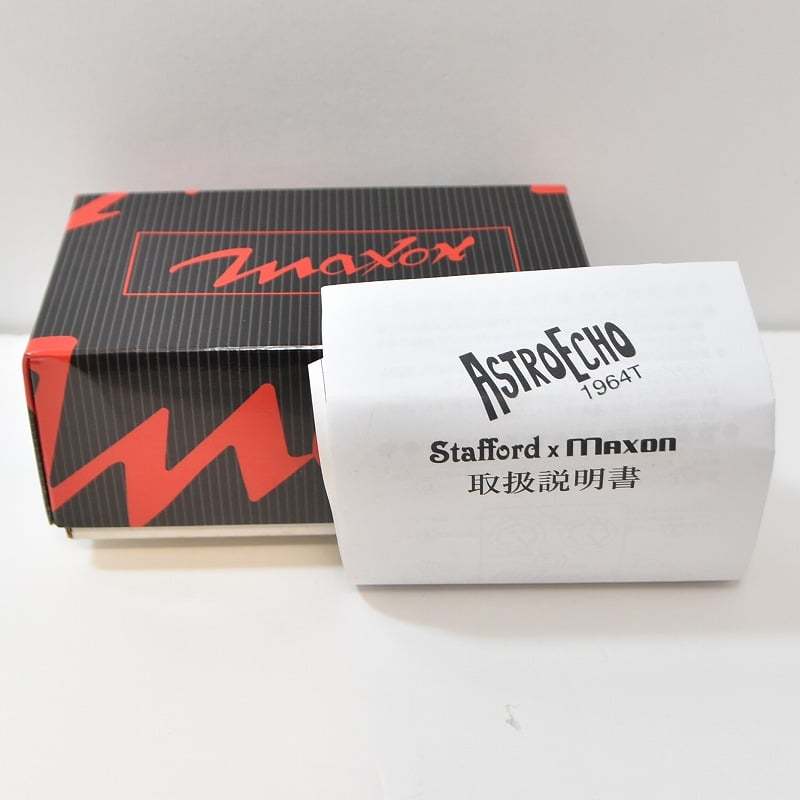 maxon
ASTROECHO
1964T
Stafford x maxon
取扱説明書